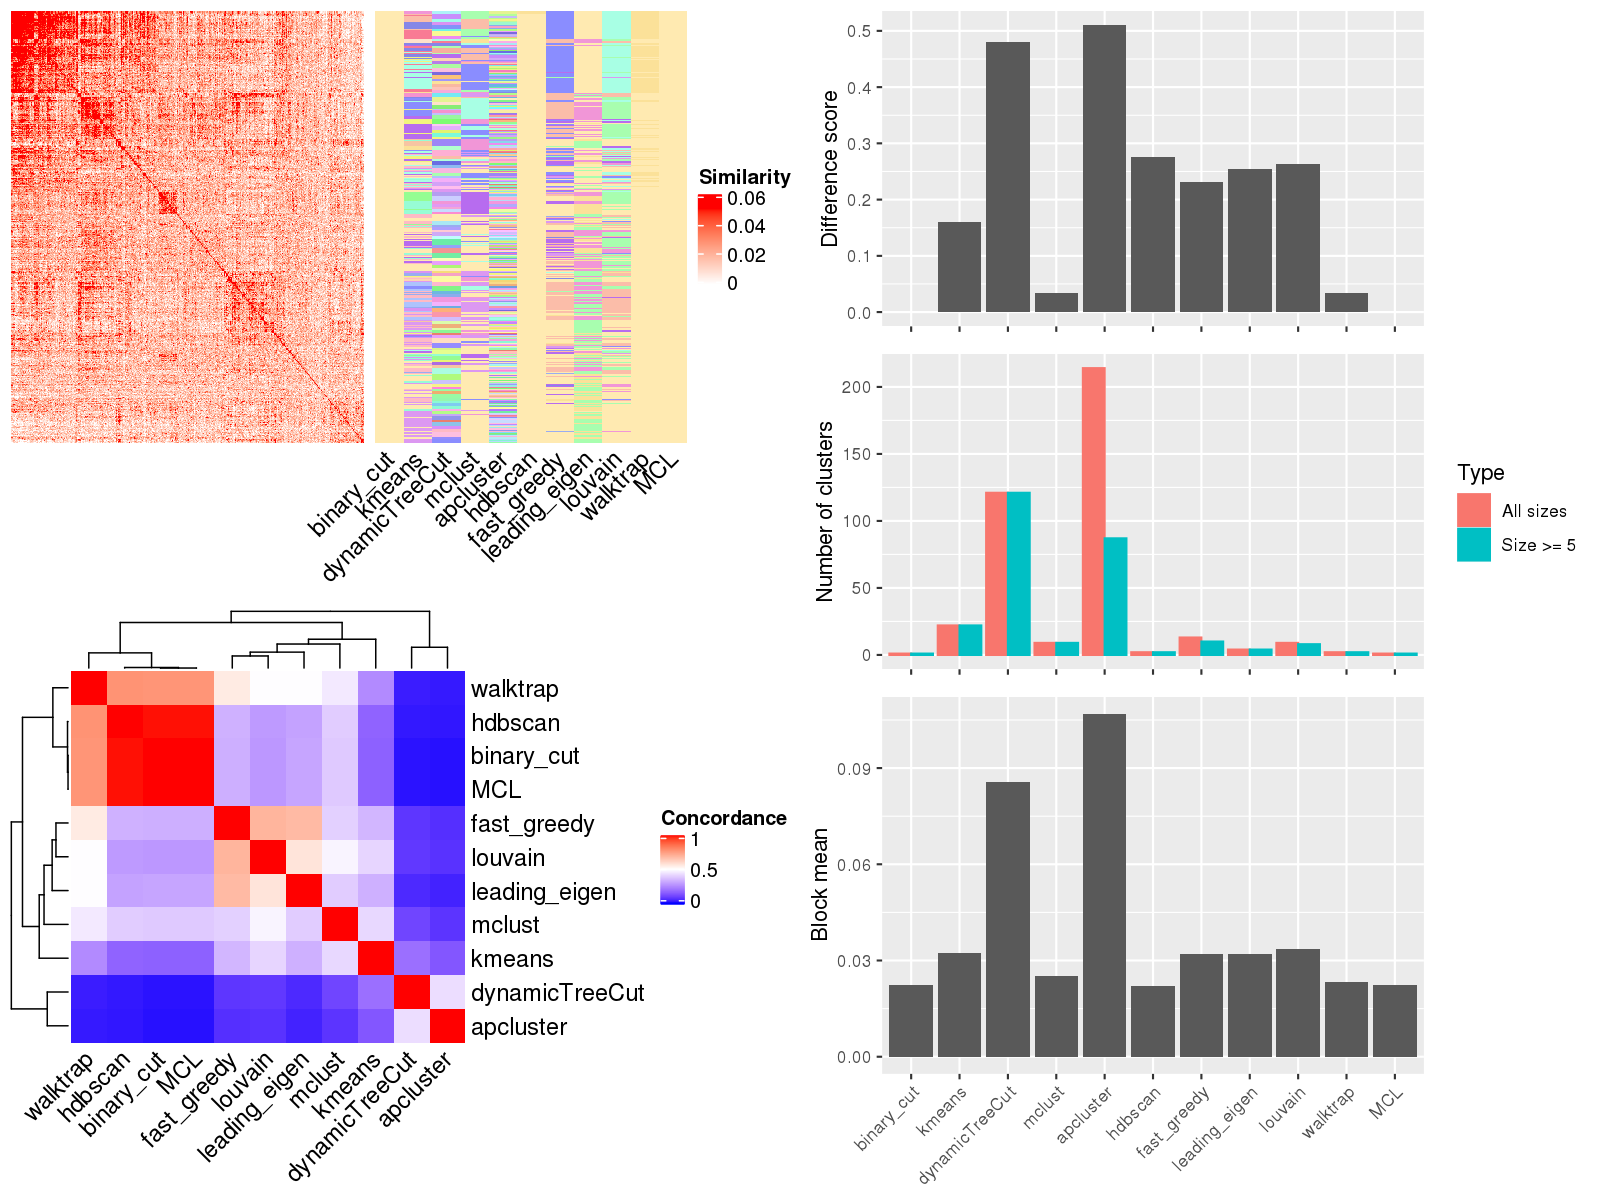 Similarity
0.06
0.04
0.02
0
binary_cut
kmeans
dynamicTreeCut
mclust
apcluster
hdbscan
fast_greedy
leading_eigen
louvain
walktrap
MCL
walktrap
hdbscan
binary_cut
MCL
fast_greedy
louvain
leading_eigen
mclust
kmeans
dynamicTreeCut
apcluster
walktrap
hdbscan
binary_cut
MCL
fast_greedy
louvain
leading_eigen
mclust
kmeans
dynamicTreeCut
apcluster
Concordance
1
0.5
0
Difference score
0.5
0.4
0.3
0.2
0.1
0.0
Number of clusters
200
150
100
50
0
Type
All sizes
Size >= 5
Block mean
0.09
0.06
0.03
0.00
binary_cut
kmeans
dynamicTreeCut
mclust
apcluster
hdbscan
fast_greedy
leading_eigen
louvain
walktrap
MCL